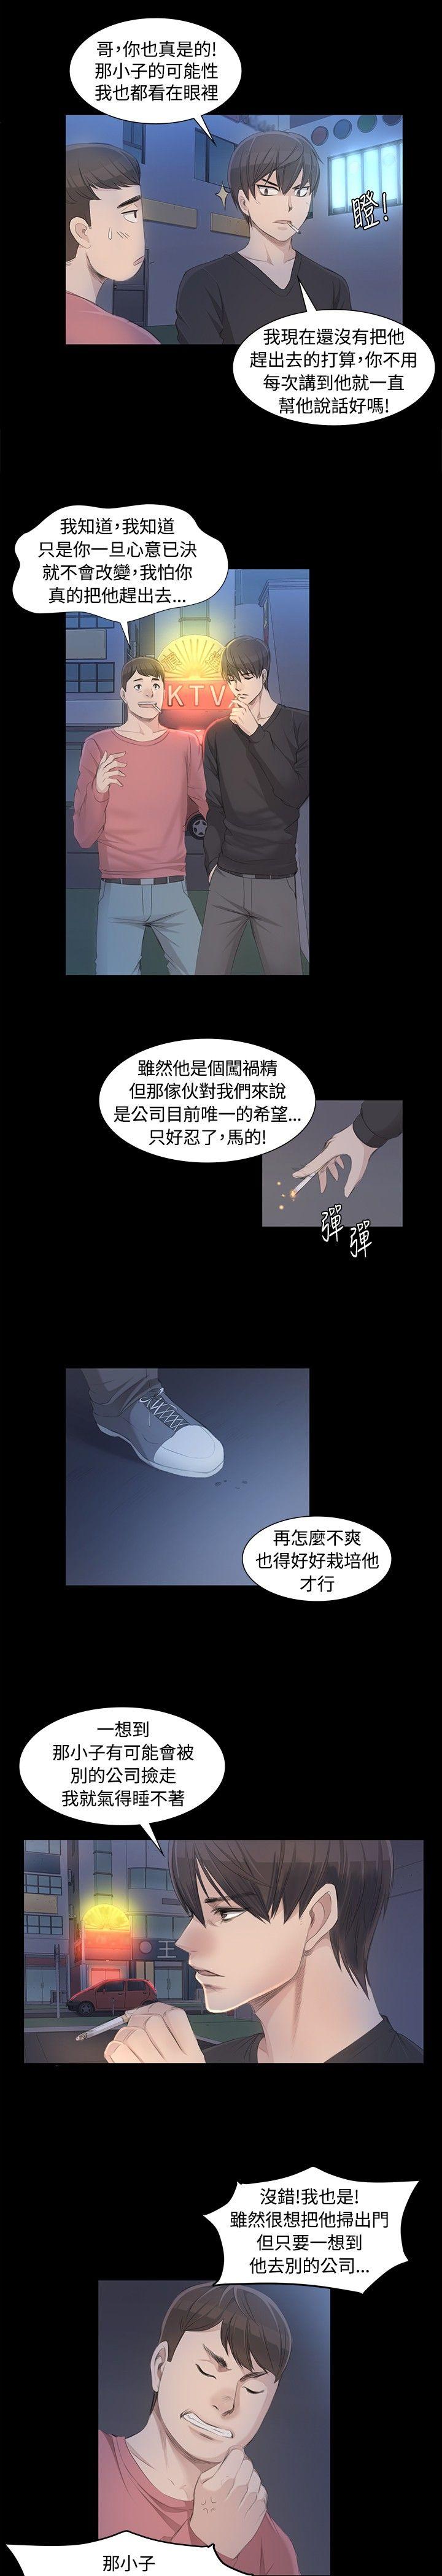 哥，你也真是的！
那小子的可能性
我也都看在眼裡
瞪！
我現在還沒有把他
趕出去的打算，你不用
每次講到他就一直
幫他說話好嗎！
我知道，我知道
只是你一旦心意已決
就不會改變，我怕你
真的把他趕出去…
KTV
雖然他是個闖禍精
但那傢伙對我們來說
是公司目前唯一的希望…
只好忍了，馬的！
彈
彈
再怎麼不爽
也得好好栽培他
才行
一想到
那小子有可能會被
別的公司撿走
我就氣得睡不著
王
沒錯！我也是！
雖然很想把他掃出門
但只要一想到
他去別的公司…
那小子